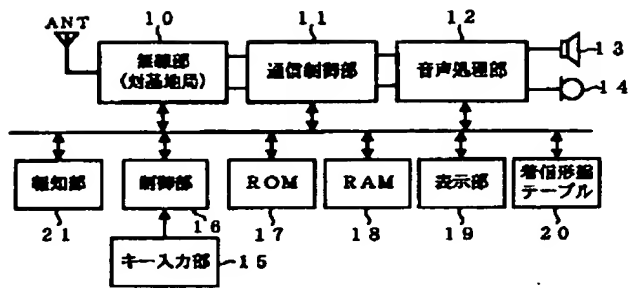 ANT
10
11
12
13
14
無線部
(対基地局)
通信制御部
音声処理部
報知部
制御部
ROM
RAM
表示部
着信形態
テーブル
21
16
17
18
19
20
キー入力部
15